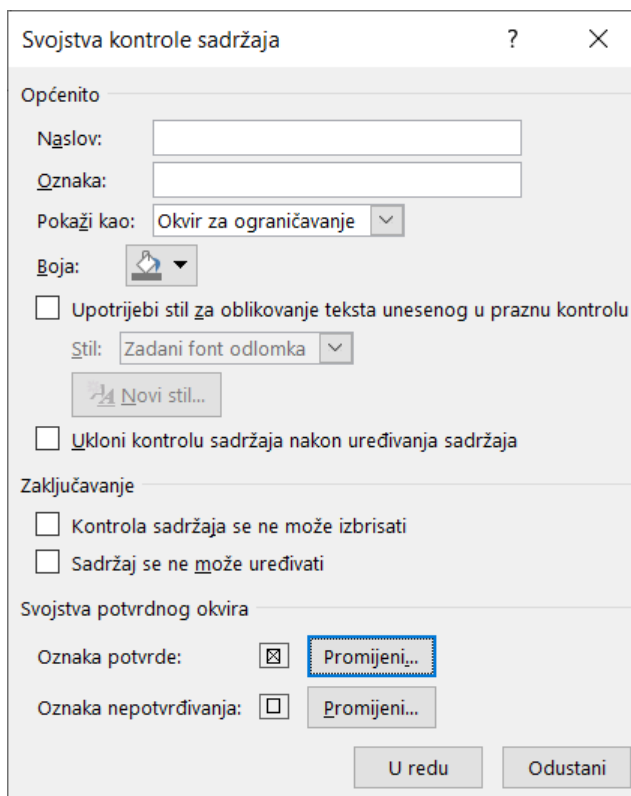 Svojstva kontrole sadržaja ?
Općenito
Naslov:
Oznaka:
Pokaži kao: Okvir za ograničavanje
Boja:
Upotrijebi stil za oblikovanje teksta unesenog u praznu kontrolu
Stil: Zadani font odlomka
Novi stil...
Ukloni kontrolu sadržaja nakon uređivanja sadržaja
Zaključavanje
Kontrola sadržaja se ne može izbrisati
Sadržaj se ne može uređivati
Svojstva potvrdnog okvira
Oznaka potvrde: Promijeni...
Oznaka nepotvrđivanja: Promijeni...
U redu Odustani